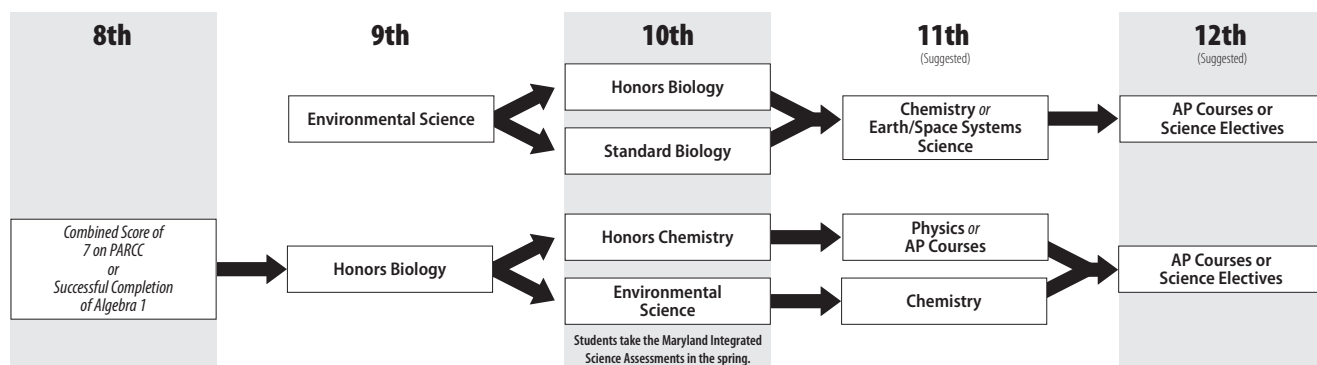 8th
9th
10th
11th
(Suggested)
12th
(Suggested)
Environmental Science
Honors Biology
Standard Biology
Chemistry or
Earth/Space Systems
Science
AP Courses or
Science Electives
Combined Score of
7 on PARCC
or
Successful Completion
of Algebra 1
Honors Biology
Honors Chemistry
Environmental
Science
Students take the Maryland Integrated
Science Assessments in the spring.
Physics or
AP Courses
Chemistry
AP Courses or
Science Electives